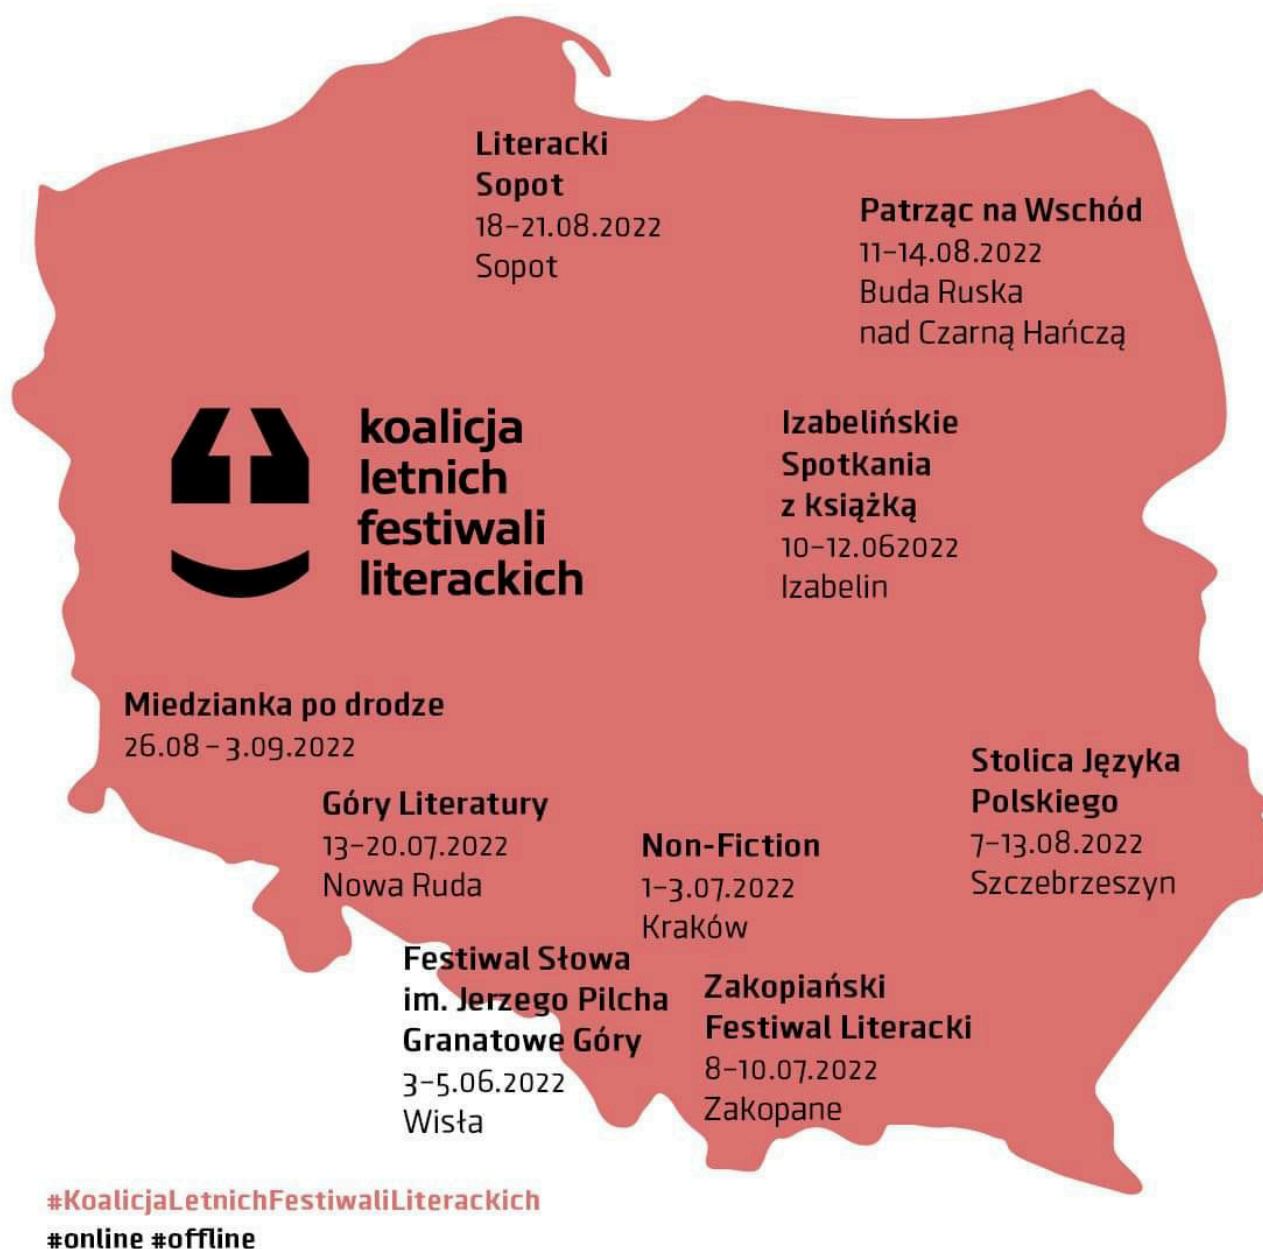 Literacki
Sopot
18–21.08.2022
Sopot
Patrząc na Wschód
11–14.08.2022
Buda Ruska
nad Czarną Hańczą
koalicja
letnich
festiwali
literackich
Izabelińskie
Spotkania
z książką
10–12.062022
Izabelin
Miedzianka po drodze
26.08 – 3.09.2022
Góry Literatury
13–20.07.2022
Nowa Ruda
Non-Fiction
1–3.07.2022
Kraków
Stolica Języka
Polskiego
7–13.08.2022
Szczebrzeszyn
Festiwal Słowa
im. Jerzego Pilcha
Granatowe Góry
3–5.06.2022
Wisła
Zakopiański
Festiwal Literacki
8–10.07.2022
Zakopane
#KoalicjaLetnichFestiwaliLiterackich
#online #offline